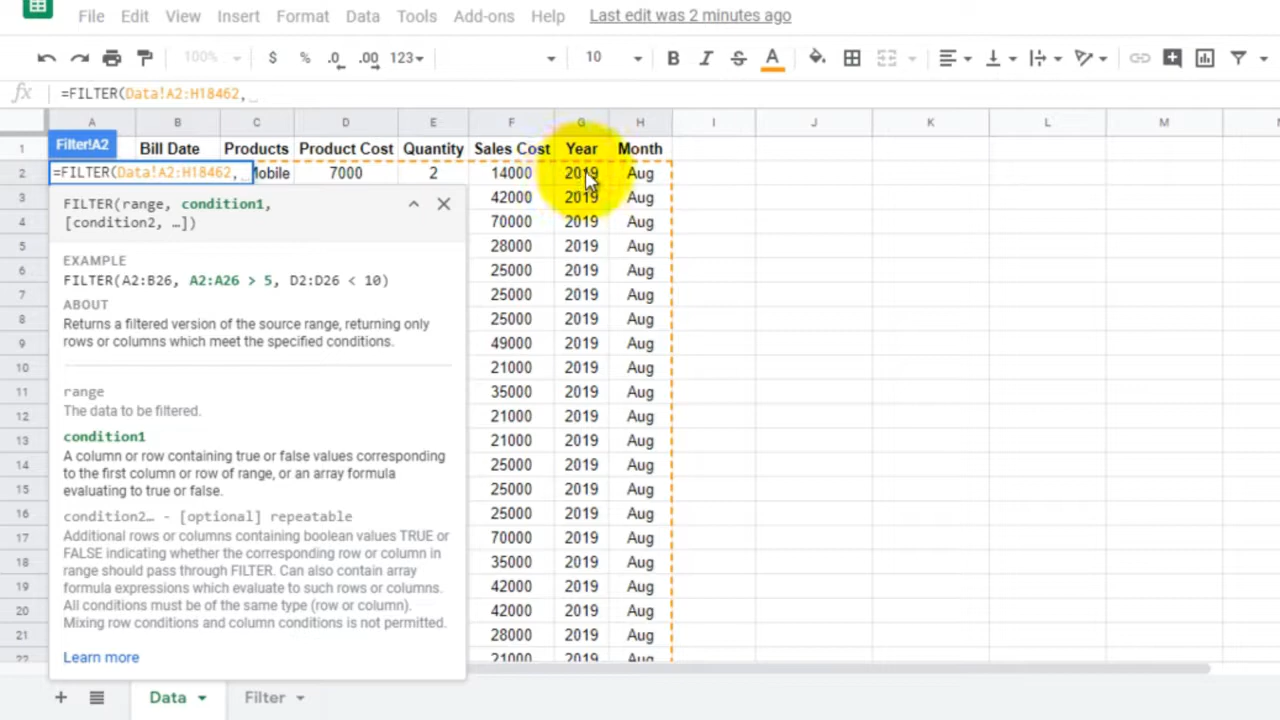 File Edit View Insert Format Data Tools Add-ons Help Last edit was 2 minutes ago
100% $ % .0 .00 123 10 B I S A
fx =FILTER(Data!A2:H18462,
A B C D E F G H I J K L M
Filter!A2
1 Bill Date Products Product Cost Quantity Sales Cost Year Month
2 =FILTER(Data!A2:H18462, Mobile 7000 2 14000 2019 Aug
3 42000 2019 Aug
4 70000 2019 Aug
5 28000 2019 Aug
6 25000 2019 Aug
7 25000 2019 Aug
8 25000 2019 Aug
9 49000 2019 Aug
10 21000 2019 Aug
11 35000 2019 Aug
12 21000 2019 Aug
13 21000 2019 Aug
14 25000 2019 Aug
15 25000 2019 Aug
16 25000 2019 Aug
17 70000 2019 Aug
18 35000 2019 Aug
19 42000 2019 Aug
20 42000 2019 Aug
21 28000 2019 Aug
22 21000 2019 Aug
FILTER(range, condition1,
[condition2, …])
EXAMPLE
FILTER(A2:B26, A2:A26 > 5, D2:D26 < 10)
ABOUT
Returns a filtered version of the source range, returning only
rows or columns which meet the specified conditions.
range
The data to be filtered.
condition1
A column or row containing true or false values corresponding
to the first column or row of range, or an array formula
evaluating to true or false.
condition2… - [optional] repeatable
Additional rows or columns containing boolean values TRUE or
FALSE indicating whether the corresponding row or column in
range should pass through FILTER. Can also contain array
formula expressions which evaluate to such rows or columns.
All conditions must be of the same type (row or column).
Mixing row conditions and column conditions is not permitted.
Learn more
Data Filter